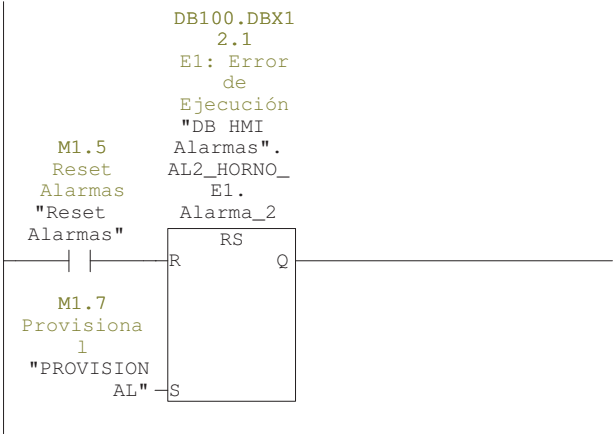 DB100.DBX1
2.1
E1: Error
de
Ejecución
"DB HMI
Alarmas".
AL2_HORNO_
E1.
Alarma_2
M1.5
Reset
Alarmas
"Reset
Alarmas"
RS
R Q
M1.7
Provisiona
l
"PROVISION
AL"
S